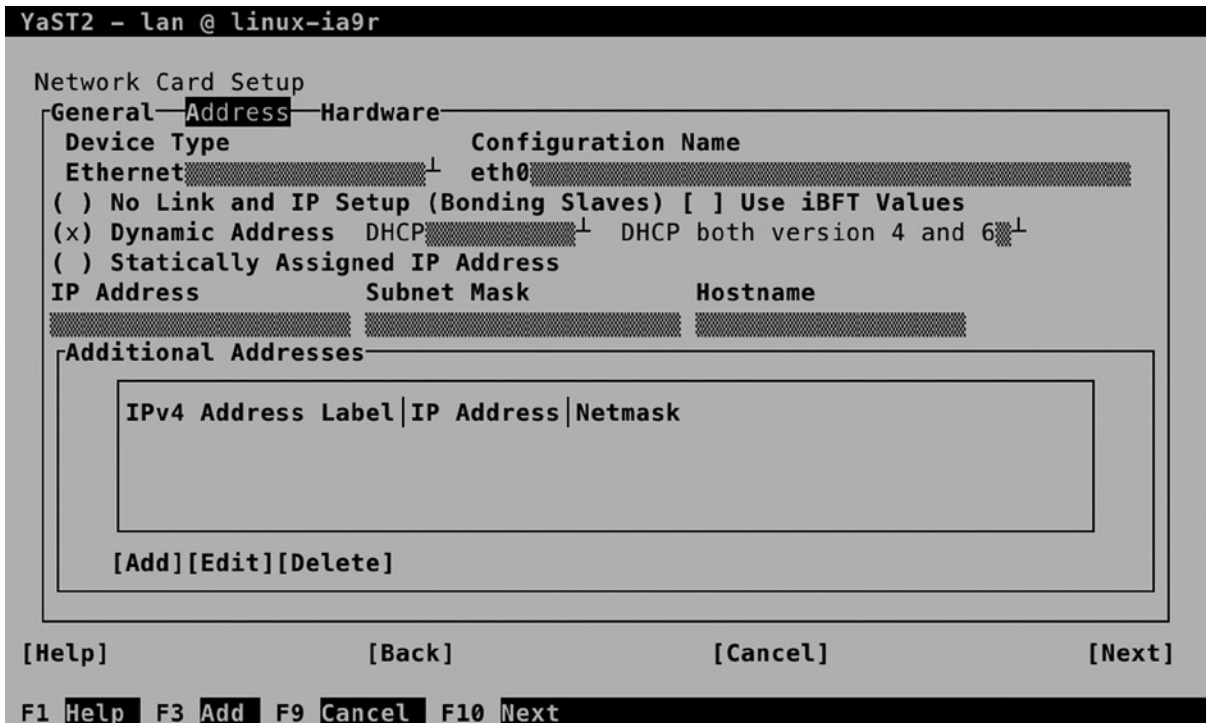 YaST2 – lan @ linux–ia9r
Network Card Setup
General Address Hardware
Device Type Configuration Name
Ethernet eth0
( ) No Link and IP Setup (Bonding Slaves) [ ] Use iBFT Values
(x) Dynamic Address DHCP DHCP both version 4 and 6
( ) Statically Assigned IP Address
IP Address Subnet Mask Hostname
Additional Addresses
IPv4 Address Label|IP Address|Netmask
[Add][Edit][Delete]
[Help] [Back] [Cancel] [Next]
F1 Help F3 Add F9 Cancel F10 Next